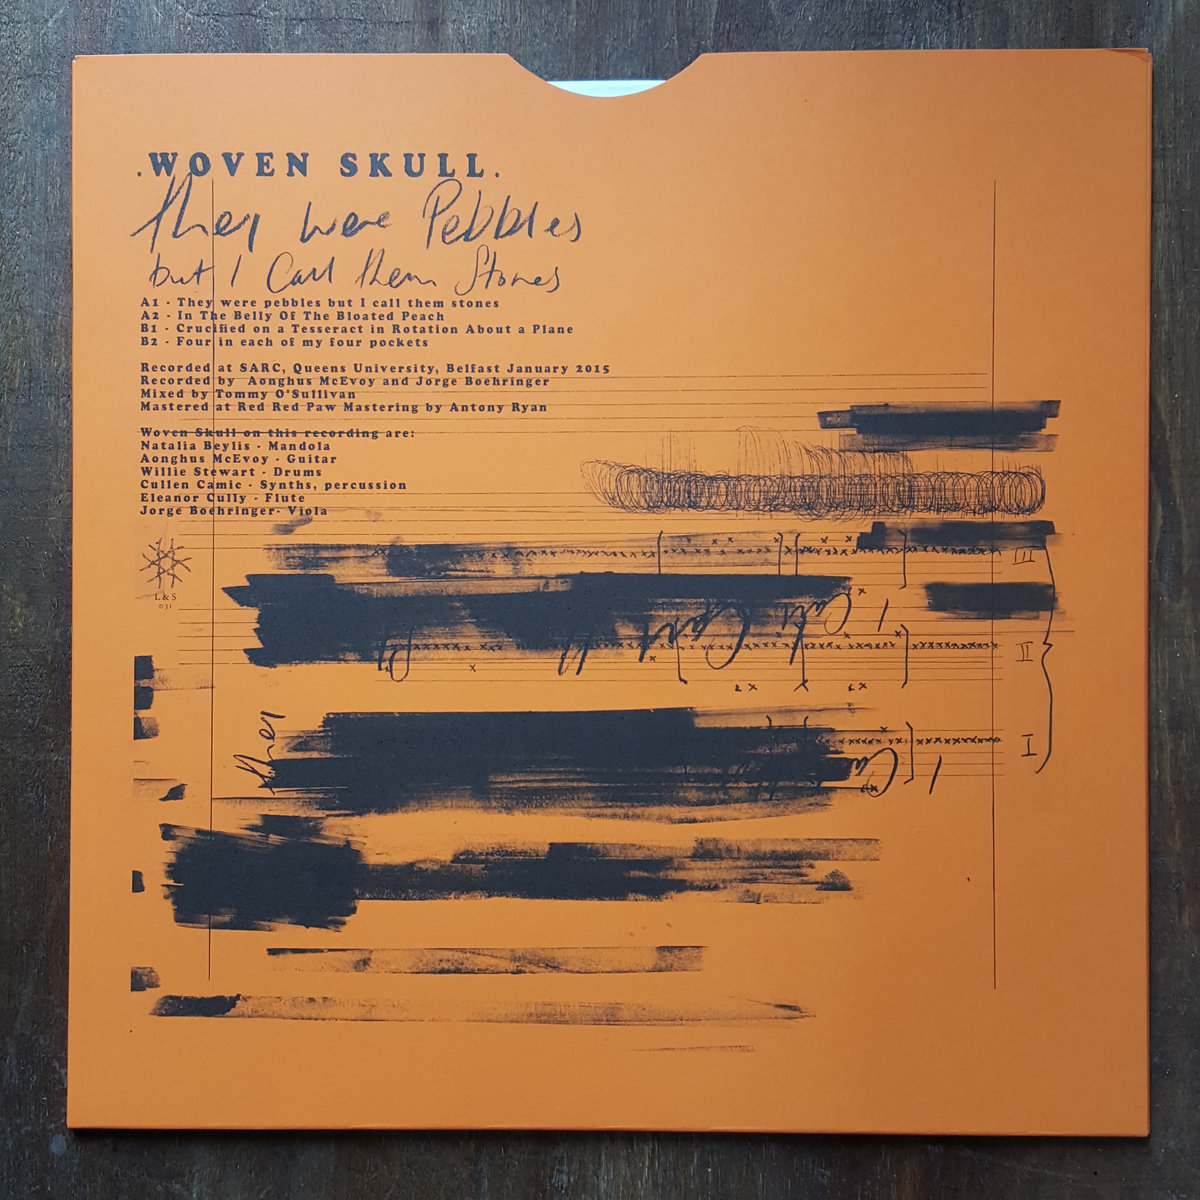 .WOVEN SKULL.
they were Pebbles
but I Call them Stones
A1 - They were pebbles but I call them stones
A2 - In The Belly Of The Bloated Peach
B1 - Crucified on a Tesseract in Rotation About a Plane
B2 - Four in each of my four pockets
Recorded at SARC, Queens University, Belfast January 2015
Recorded by Aonghus McEvoy and Jorge Boehringer
Mixed by Tommy O'Sullivan
Mastered at Red Red Paw Mastering by Antony Ryan
Woven Skull on this recording are:
Natalia Beylis - Mandola
Aonghus McEvoy - Guitar
Willie Stewart - Drums
Cullen Camic - Synths, percussion
Eleanor Cully - Flute
Jorge Boehringer- Viola
L&S
031
III
II
I
they